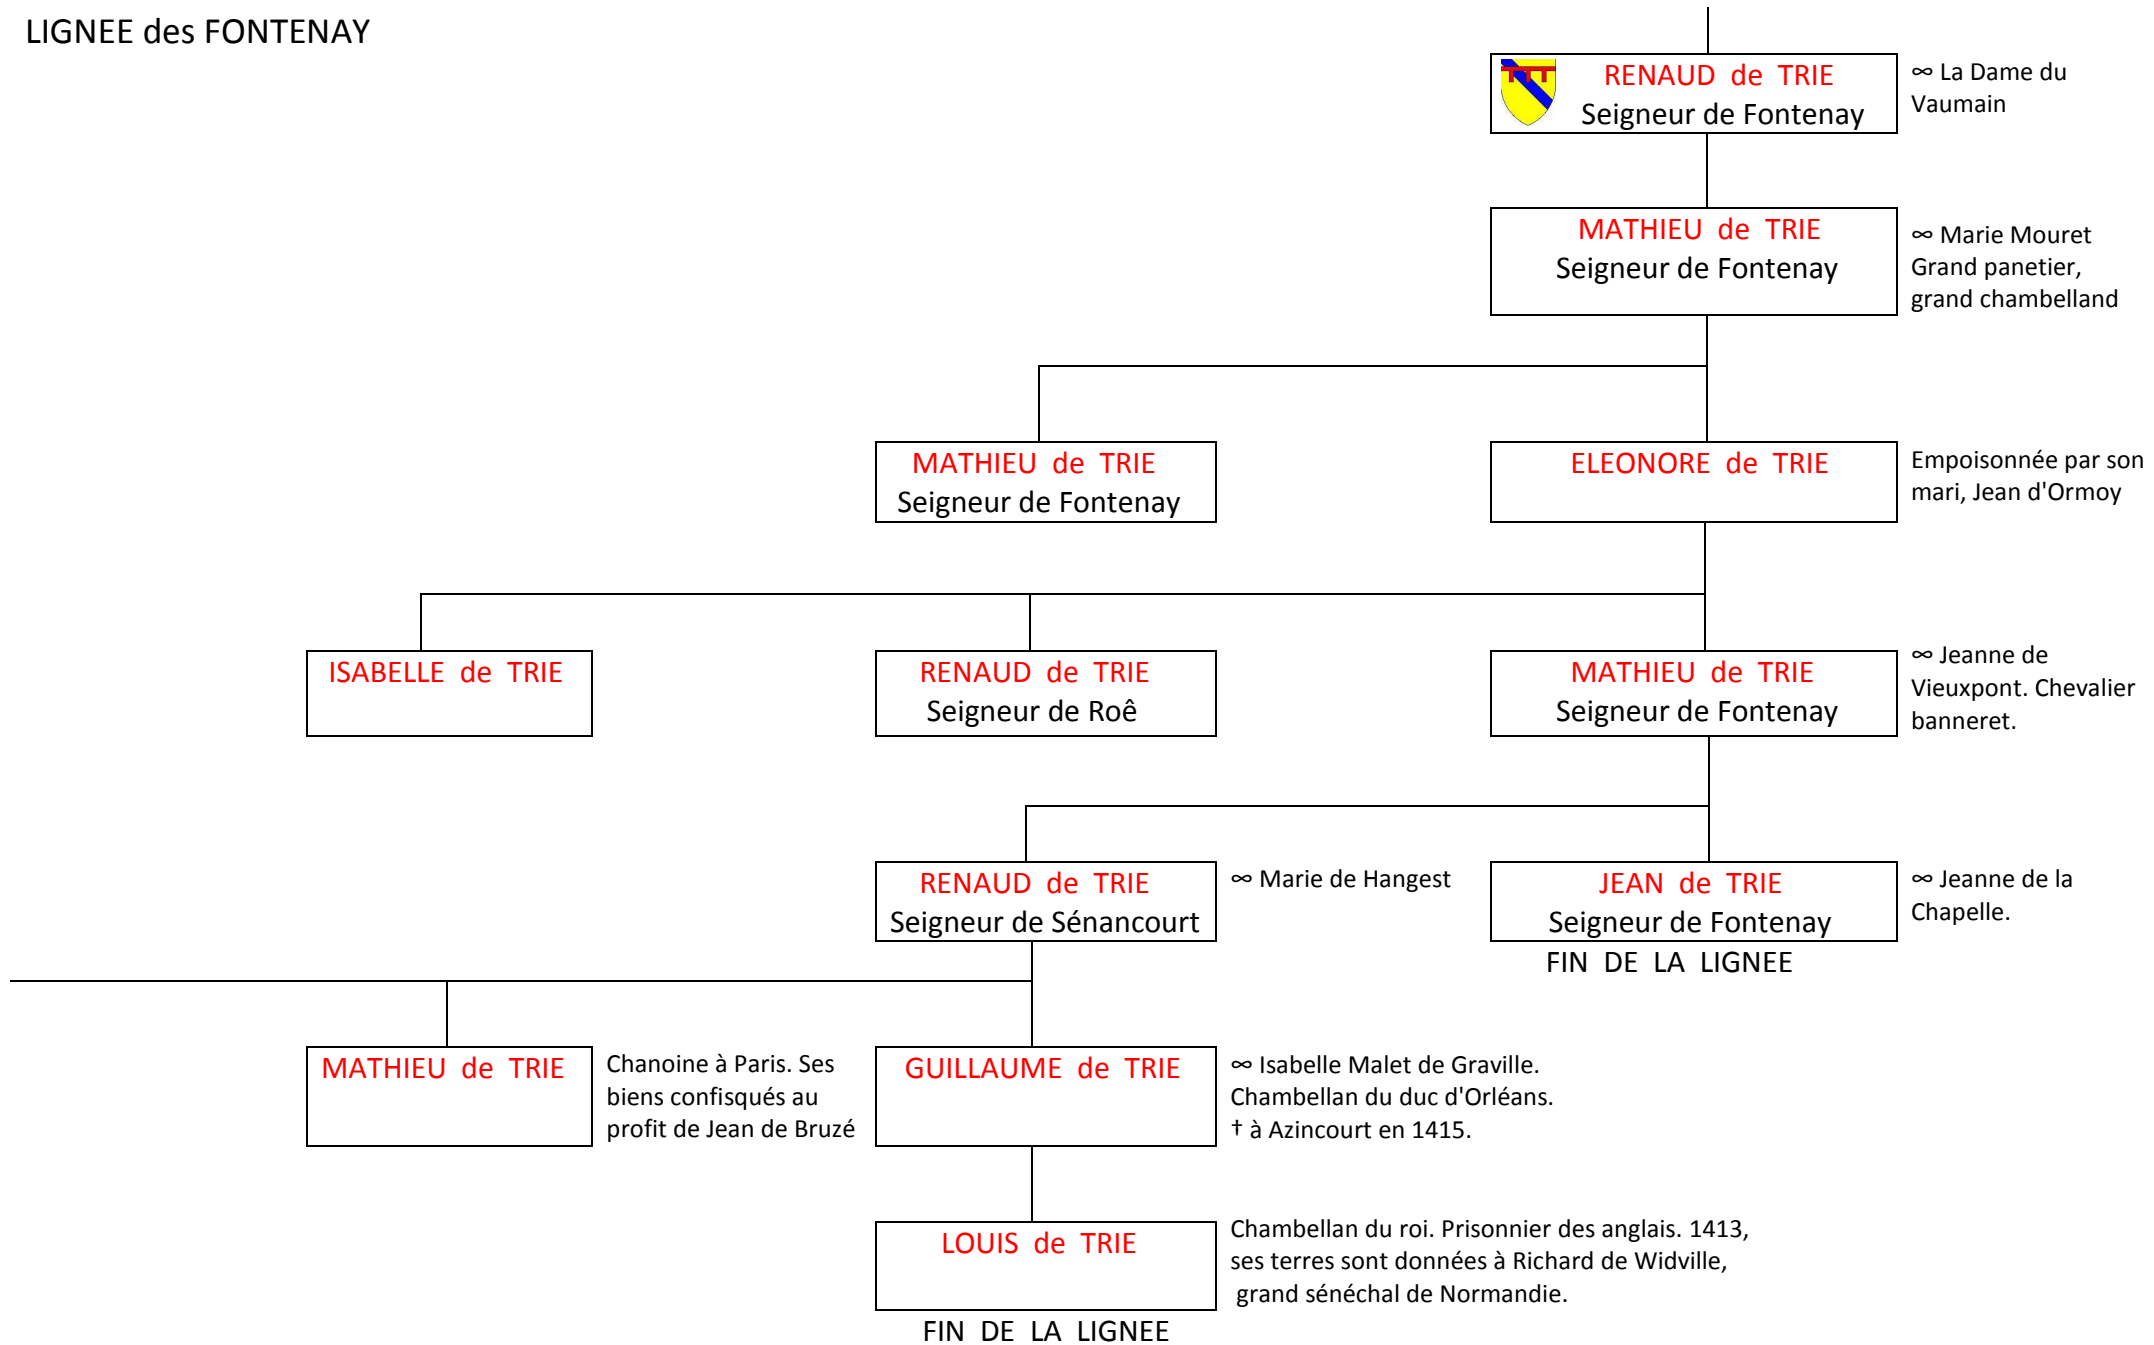 LIGNEE des FONTENAY
RENAUD de TRIE
Seigneur de Fontenay
∞ La Dame du
Vaumain
MATHIEU de TRIE
Seigneur de Fontenay
∞ Marie Mouret
Grand panetier,
grand chambelland
MATHIEU de TRIE
Seigneur de Fontenay
ELEONORE de TRIE
Empoisonnée par son
mari, Jean d'Ormoy
ISABELLE de TRIE
RENAUD de TRIE
Seigneur de Roê
MATHIEU de TRIE
Seigneur de Fontenay
∞ Jeanne de
Vieuxpont. Chevalier
banneret.
RENAUD de TRIE
Seigneur de Sénancourt
∞ Marie de Hangest
JEAN de TRIE
Seigneur de Fontenay
∞ Jeanne de la
Chapelle.
FIN DE LA LIGNEE
MATHIEU de TRIE
Chanoine à Paris. Ses
biens confisqués au
profit de Jean de Bruzé
GUILLAUME de TRIE
∞ Isabelle Malet de Graville.
Chambellan du duc d'Orléans.
† à Azincourt en 1415.
LOUIS de TRIE
Chambellan du roi. Prisonnier des anglais. 1413,
ses terres sont données à Richard de Widville,
grand sénéchal de Normandie.
FIN DE LA LIGNEE